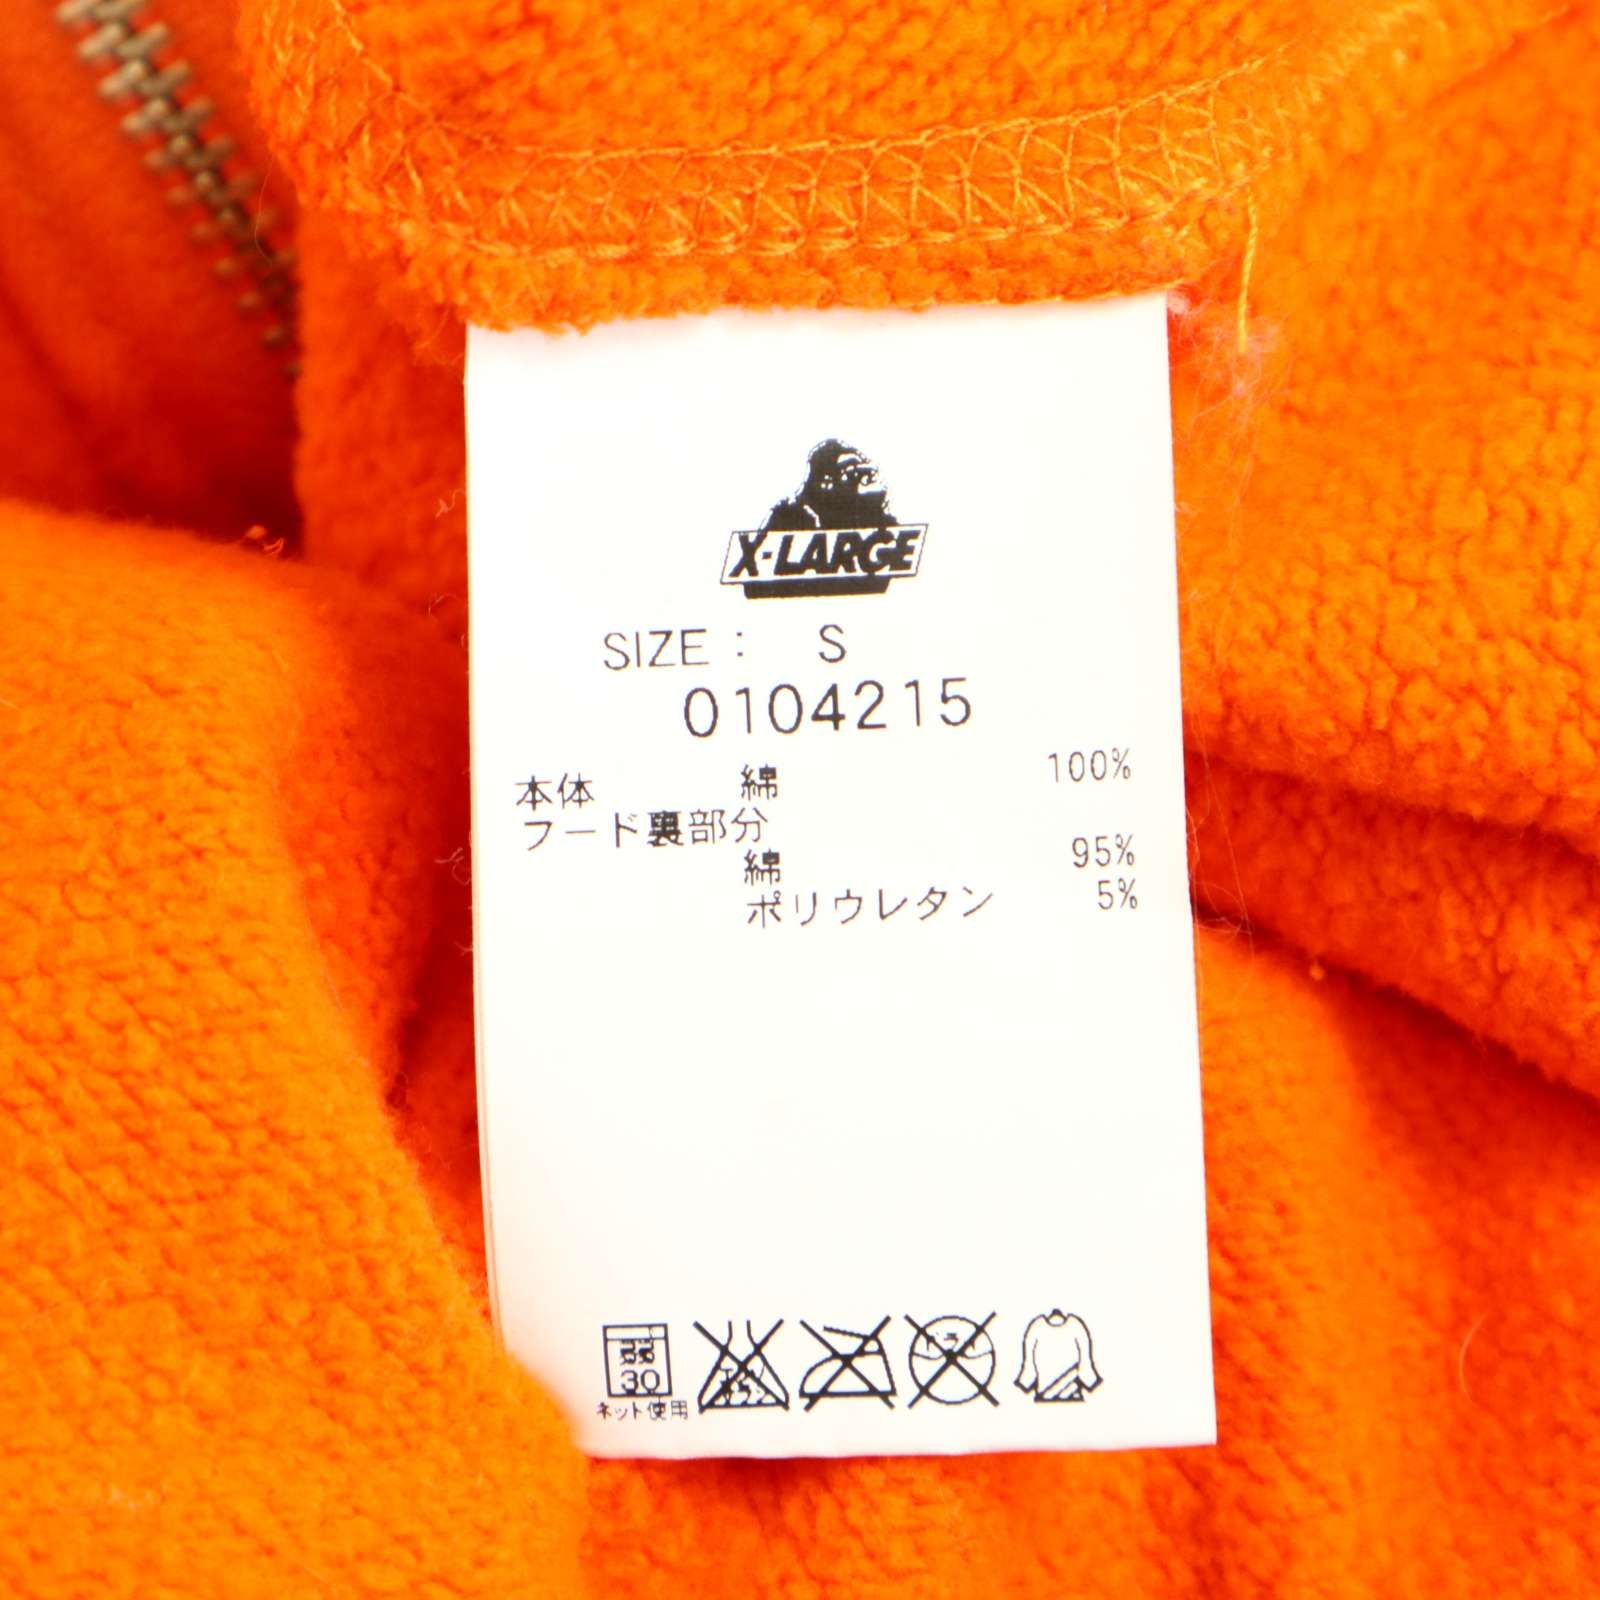 X-LARGE
SIZE : S
0104215
本体 綿 100%
フード裏部分
綿 95%
ポリウレタン 5%
30
ネット使用